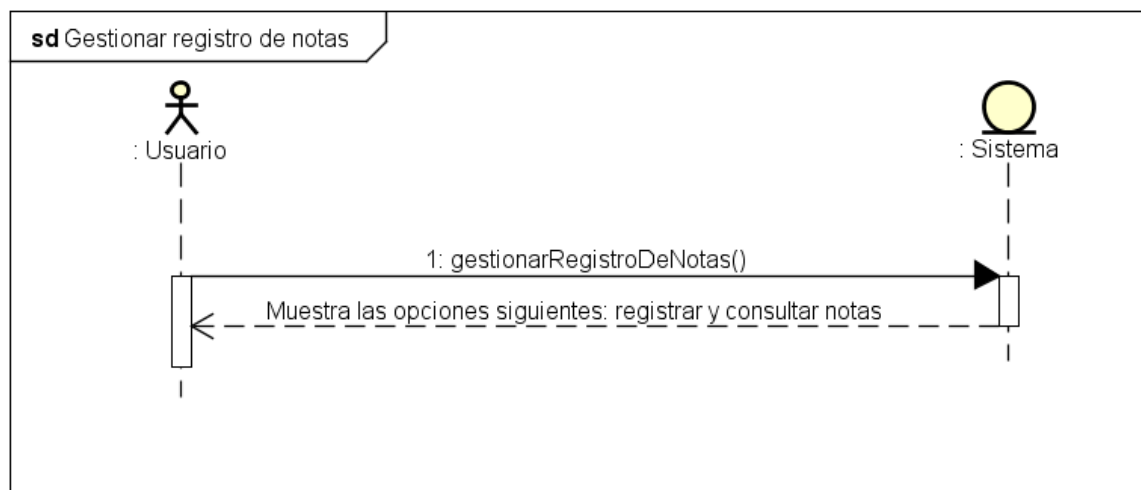 sd Gestionar registro de notas
: Usuario
: Sistema
1: gestionarRegistroDeNotas()
Muestra las opciones siguientes: registrar y consultar notas